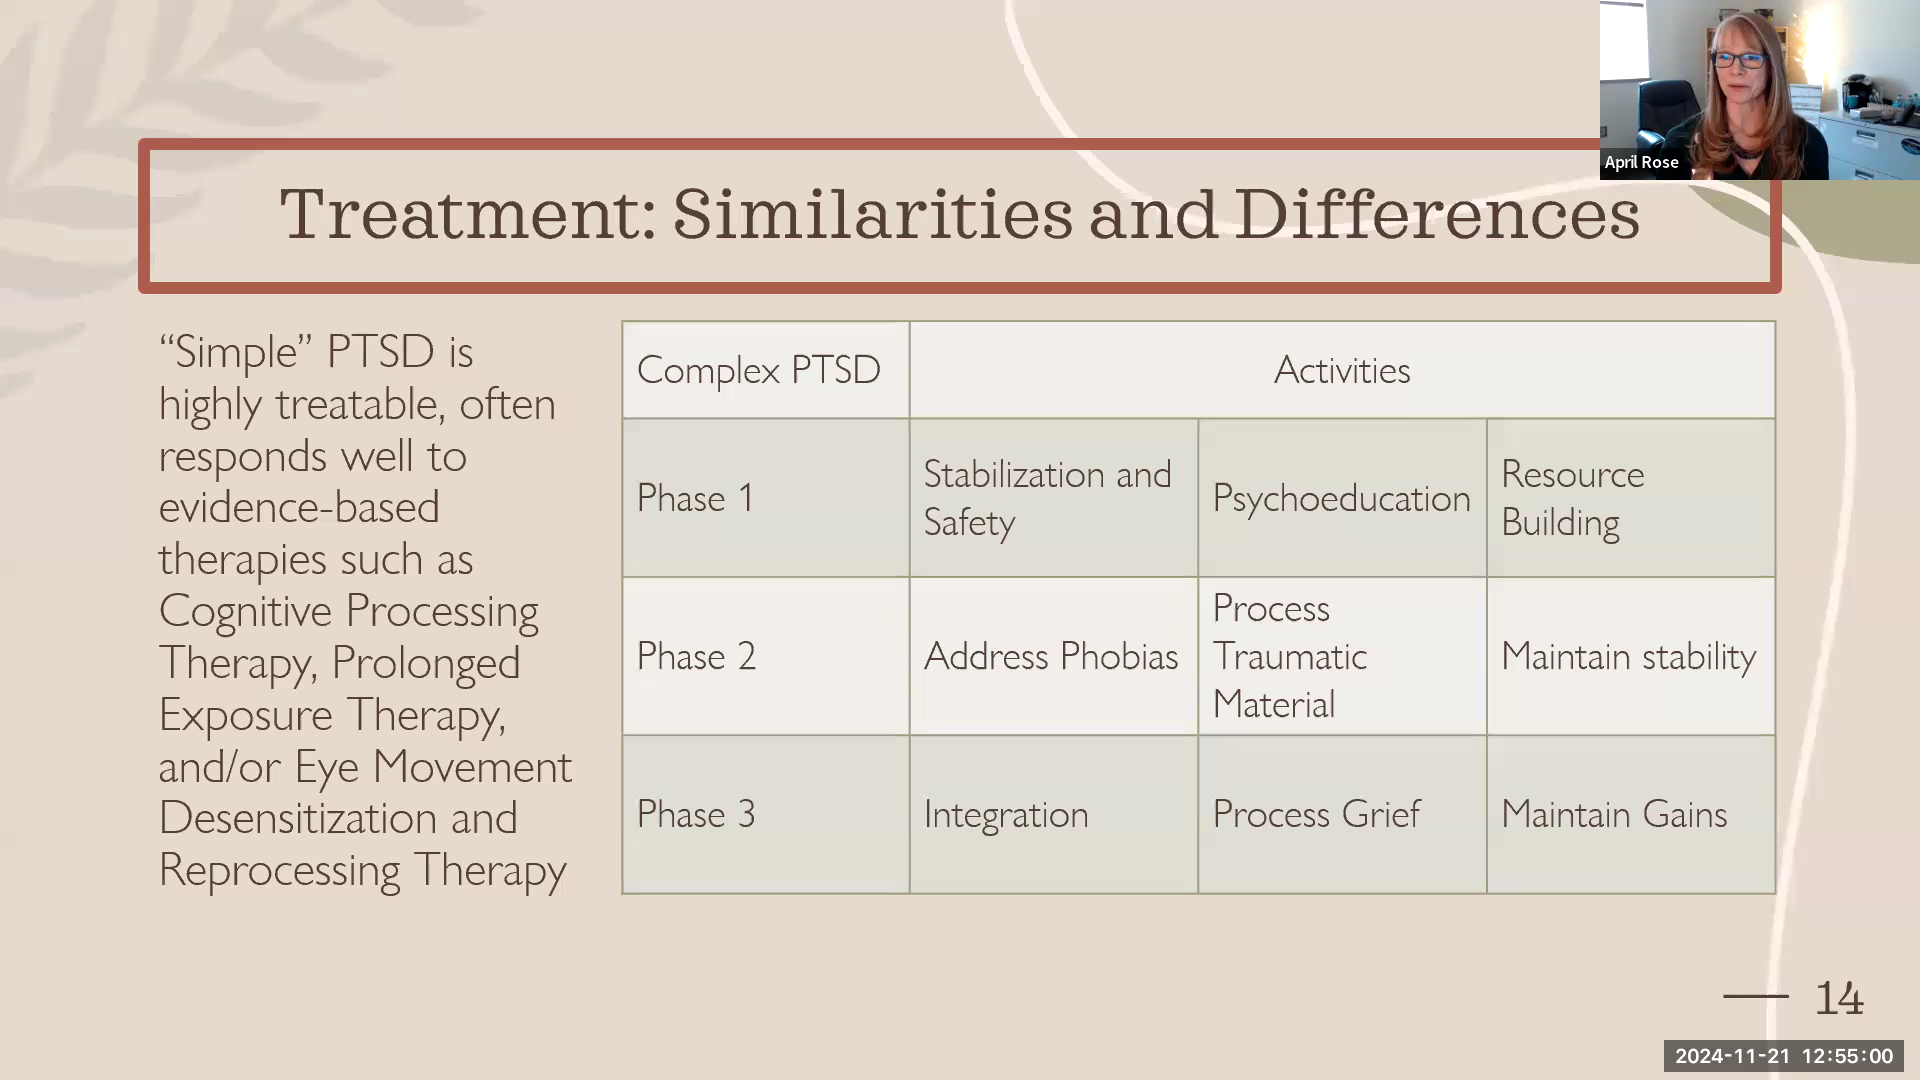 April Rose
Treatment: Similarities and Differences
“Simple” PTSD is
highly treatable, often
responds well to
evidence-based
therapies such as
Cognitive Processing
Therapy, Prolonged
Exposure Therapy,
and/or Eye Movement
Desensitization and
Reprocessing Therapy
Complex PTSD
Activities
Phase 1
Stabilization and
Safety
Psychoeducation
Resource
Building
Phase 2
Address Phobias
Process
Traumatic
Material
Maintain stability
Phase 3
Integration
Process Grief
Maintain Gains
14
2024-11-21 12:55:00